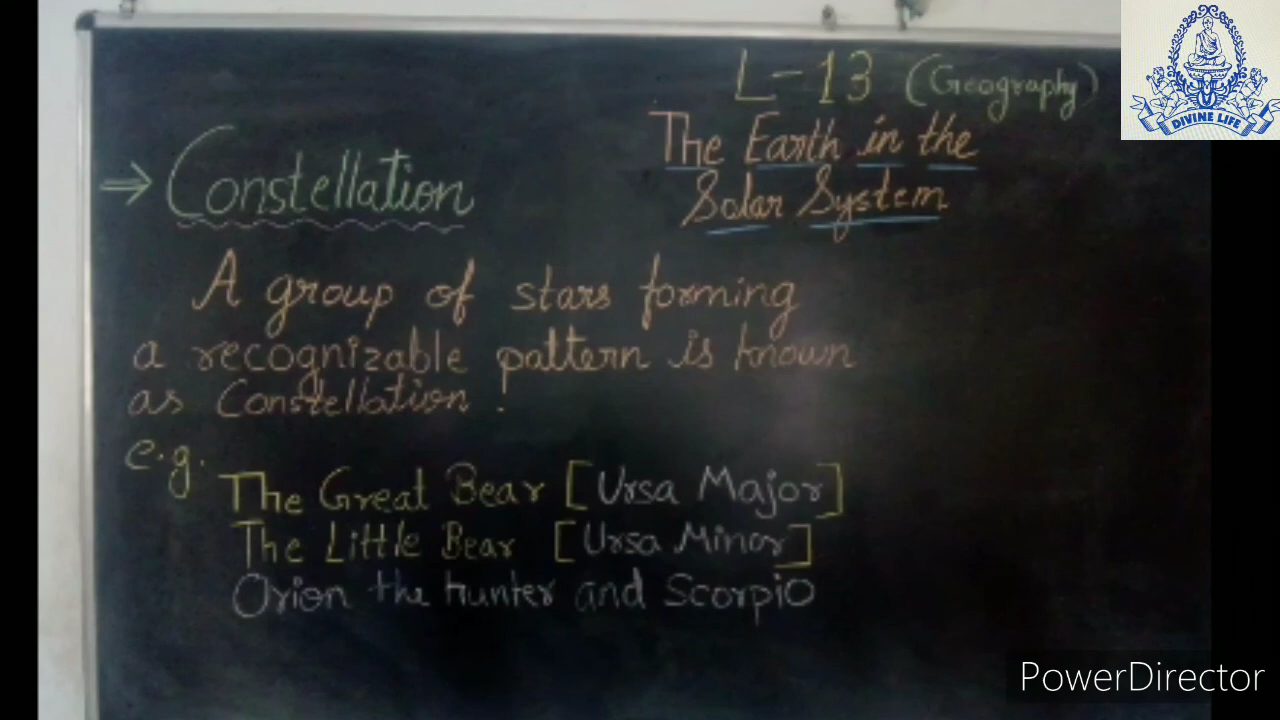 L-13 (Geography)
The Earth in the
Solar System
⇒ Constellation
A group of stars forming
a recognizable pattern is known
as Constellation.
e.g.
The Great Bear [Ursa Major]
The Little Bear [Ursa Minor]
Orion the hunter and Scorpio
DIVINE LIFE
PowerDirector